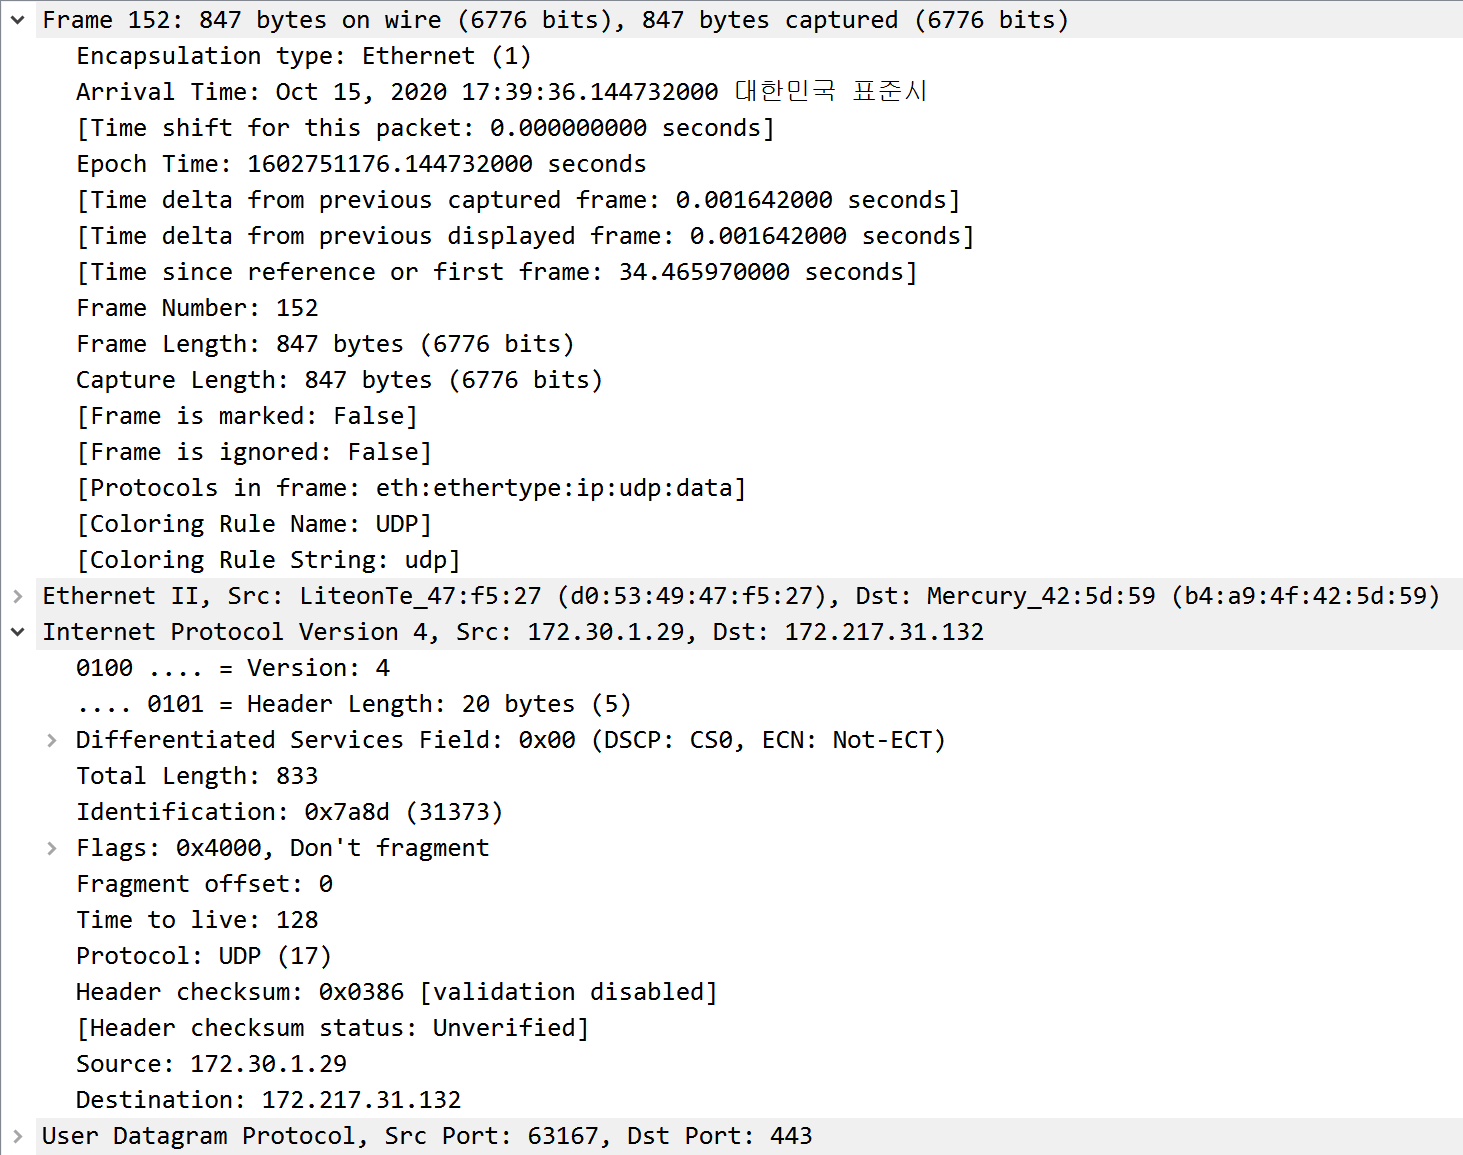 Frame 152: 847 bytes on wire (6776 bits), 847 bytes captured (6776 bits)
Encapsulation type: Ethernet (1)
Arrival Time: Oct 15, 2020 17:39:36.144732000 대한민국 표준시
[Time shift for this packet: 0.000000000 seconds]
Epoch Time: 1602751176.144732000 seconds
[Time delta from previous captured frame: 0.001642000 seconds]
[Time delta from previous displayed frame: 0.001642000 seconds]
[Time since reference or first frame: 34.465970000 seconds]
Frame Number: 152
Frame Length: 847 bytes (6776 bits)
Capture Length: 847 bytes (6776 bits)
[Frame is marked: False]
[Frame is ignored: False]
[Protocols in frame: eth:ethertype:ip:udp:data]
[Coloring Rule Name: UDP]
[Coloring Rule String: udp]
Ethernet II, Src: LiteonTe_47:f5:27 (d0:53:49:47:f5:27), Dst: Mercury_42:5d:59 (b4:a9:4f:42:5d:59)
Internet Protocol Version 4, Src: 172.30.1.29, Dst: 172.217.31.132
0100 .... = Version: 4
.... 0101 = Header Length: 20 bytes (5)
Differentiated Services Field: 0x00 (DSCP: CS0, ECN: Not-ECT)
Total Length: 833
Identification: 0x7a8d (31373)
Flags: 0x4000, Don't fragment
Fragment offset: 0
Time to live: 128
Protocol: UDP (17)
Header checksum: 0x0386 [validation disabled]
[Header checksum status: Unverified]
Source: 172.30.1.29
Destination: 172.217.31.132
User Datagram Protocol, Src Port: 63167, Dst Port: 443